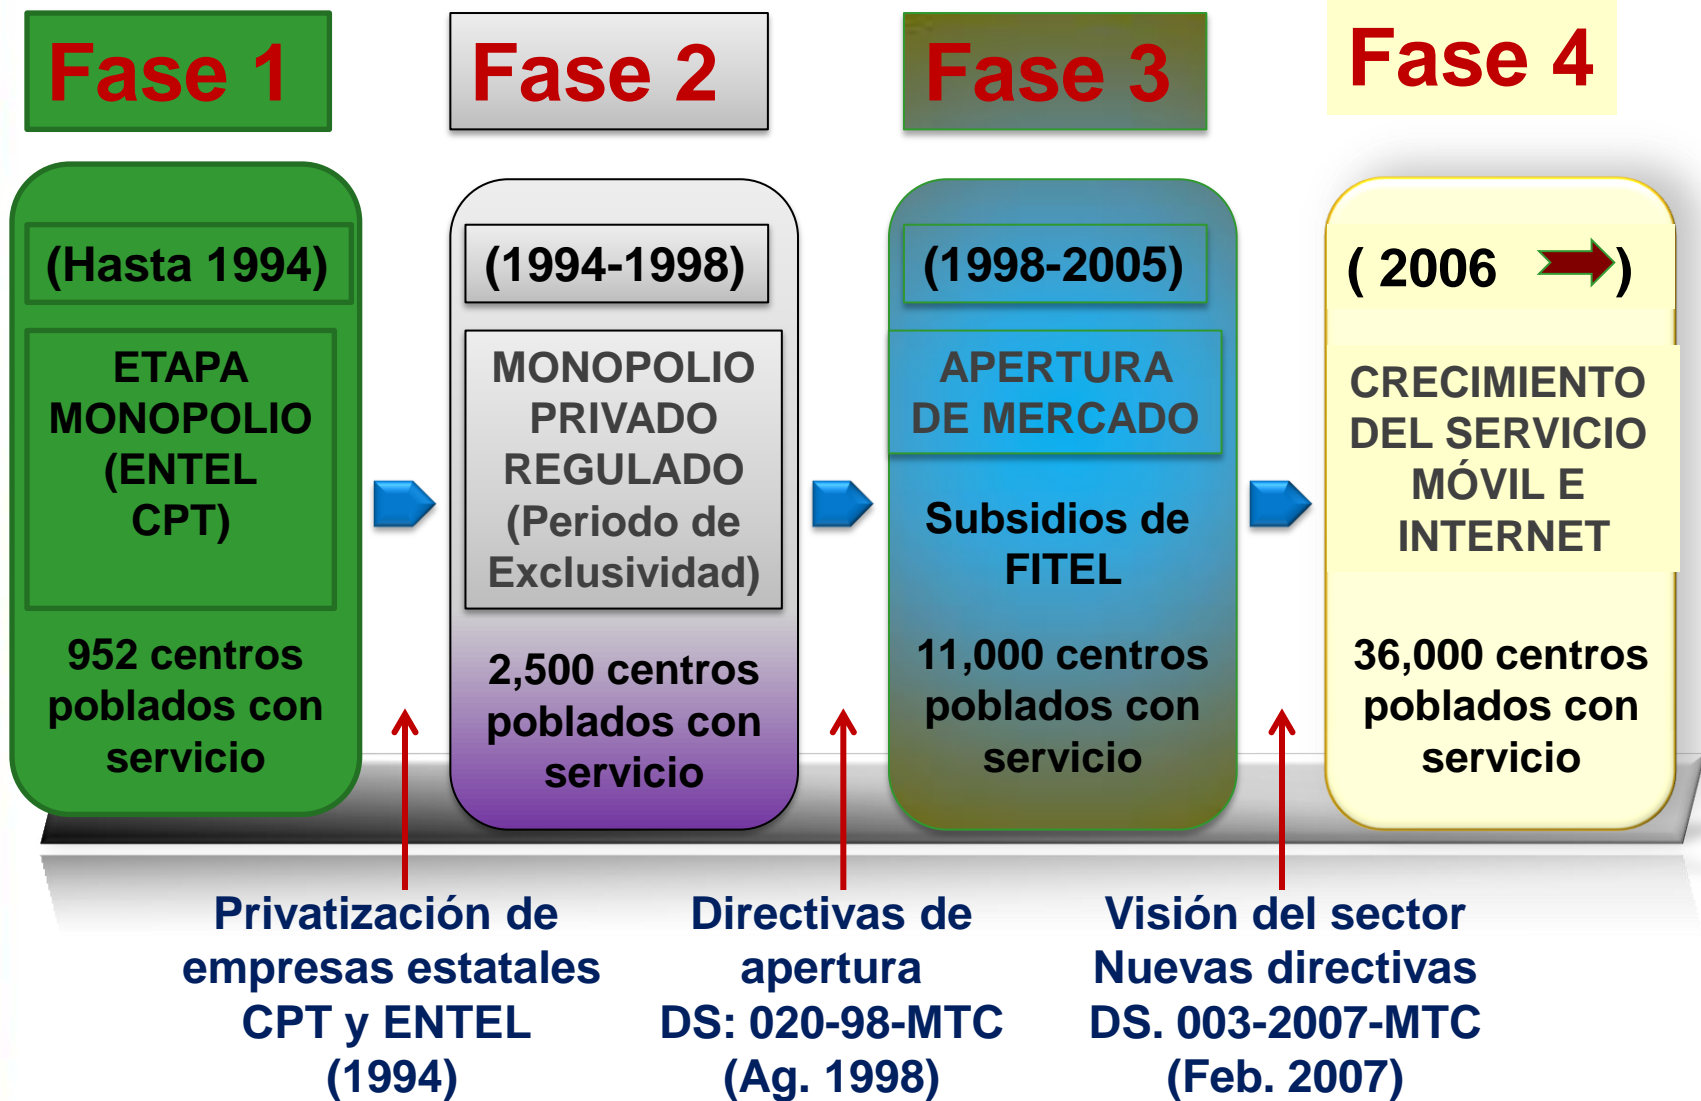 Fase 1
Fase 2
Fase 3
Fase 4
(Hasta 1994)
ETAPA
MONOPOLIO
(ENTEL
CPT)
952 centros
poblados con
servicio
(1994-1998)
MONOPOLIO
PRIVADO
REGULADO
(Periodo de
Exclusividad)
2,500 centros
poblados con
servicio
(1998-2005)
APERTURA
DE MERCADO
Subsidios de
FITEL
11,000 centros
poblados con
servicio
( 2006 )
CRECIMIENTO
DEL SERVICIO
MÓVIL E
INTERNET
36,000 centros
poblados con
servicio
Privatización de
empresas estatales
CPT y ENTEL
(1994)
Directivas de
apertura
DS: 020-98-MTC
(Ag. 1998)
Visión del sector
Nuevas directivas
DS. 003-2007-MTC
(Feb. 2007)